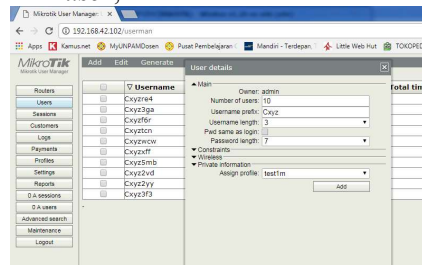 Mikrotik User Manager
192.168.42.102/userman
Apps Kamus.net MyUNPAMDosen Pusat Pembelajaran Mandiri - Terdepan, Little Web Hut TOKOPED
MikroTik
Mikrotik User Manager
Add Edit Generate
Routers
Users
Sessions
Customers
Logs
Payments
Profiles
Settings
Reports
0 A sessions
0 A users
Advanced search
Maintenance
Logout
Username
Total tim
Cxyzre4
Cxyz3ga
Cxyzf6r
Cxyztcn
Cxyzwcw
Cxyzxff
Cxyz5mb
Cxyz2vd
Cxyz2yy
Cxyz3f3
User details
Main
Owner: admin
Number of users: 10
Username prefix: Cxyz
Username length: 3
Pwd same as login:
Password length: 7
Constraints
Wireless
Private information
Assign profile: test1m
Add